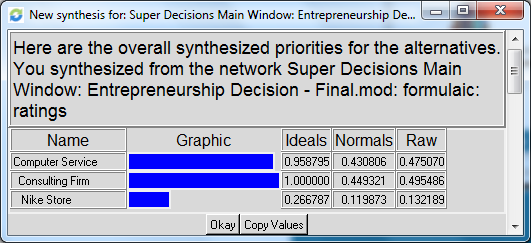 New synthesis for: Super Decisions Main Window: Entrepreneurship De...
Here are the overall synthesized priorities for the alternatives.
You synthesized from the network Super Decisions Main
Window: Entrepreneurship Decision - Final.mod: formulaic:
ratings
Name Graphic Ideals Normals Raw
Computer Service 0.958795 0.430806 0.475070
Consulting Firm 1.000000 0.449321 0.495486
Nike Store 0.266787 0.119873 0.132189
Okay Copy Values